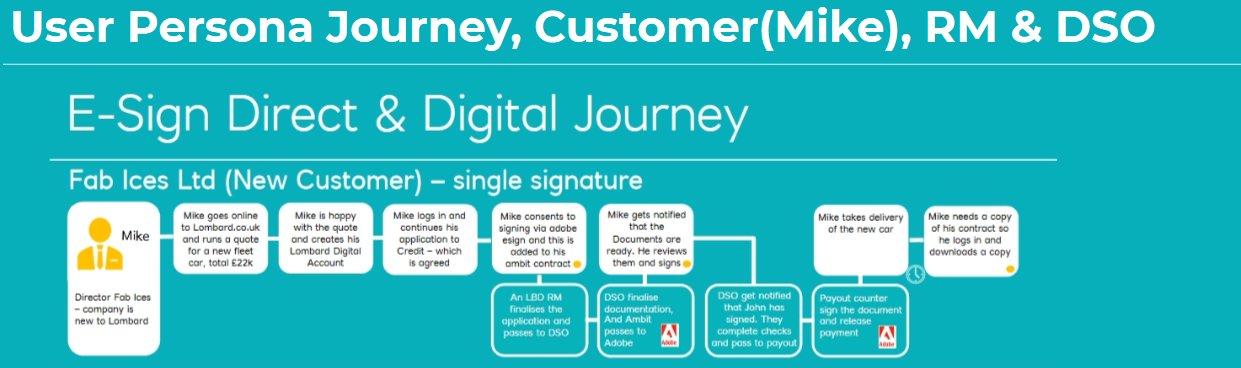 User Persona Journey, Customer(Mike), RM & DSO
E-Sign Direct & Digital Journey
Fab Ices Ltd (New Customer) – single signature
Mike
Director Fab Ices
– company is
new to Lombard
Mike goes online
to Lombard.co.uk
and runs a quote
for a new fleet
car, total £22k
Mike is happy
with the quote
and creates his
Lombard Digital
Account
Mike logs in and
continues his
application to
Credit – which
is agreed
Mike consents to
signing via adobe
esign and this is
added to his
ambit contract
Mike gets notified
that the
Documents are
ready. He reviews
them and signs
Mike takes delivery
of the new car
Mike needs a copy
of his contract so
he logs in and
downloads a copy
An LBD RM
finalises the
application and
passes to DSO
DSO finalise
documentation,
And Ambit
passes to
Adobe
Adobe
DSO get notified
that John has
signed. They
complete checks
and pass to payout
Payout counter
sign the document
and release
payment
Adobe